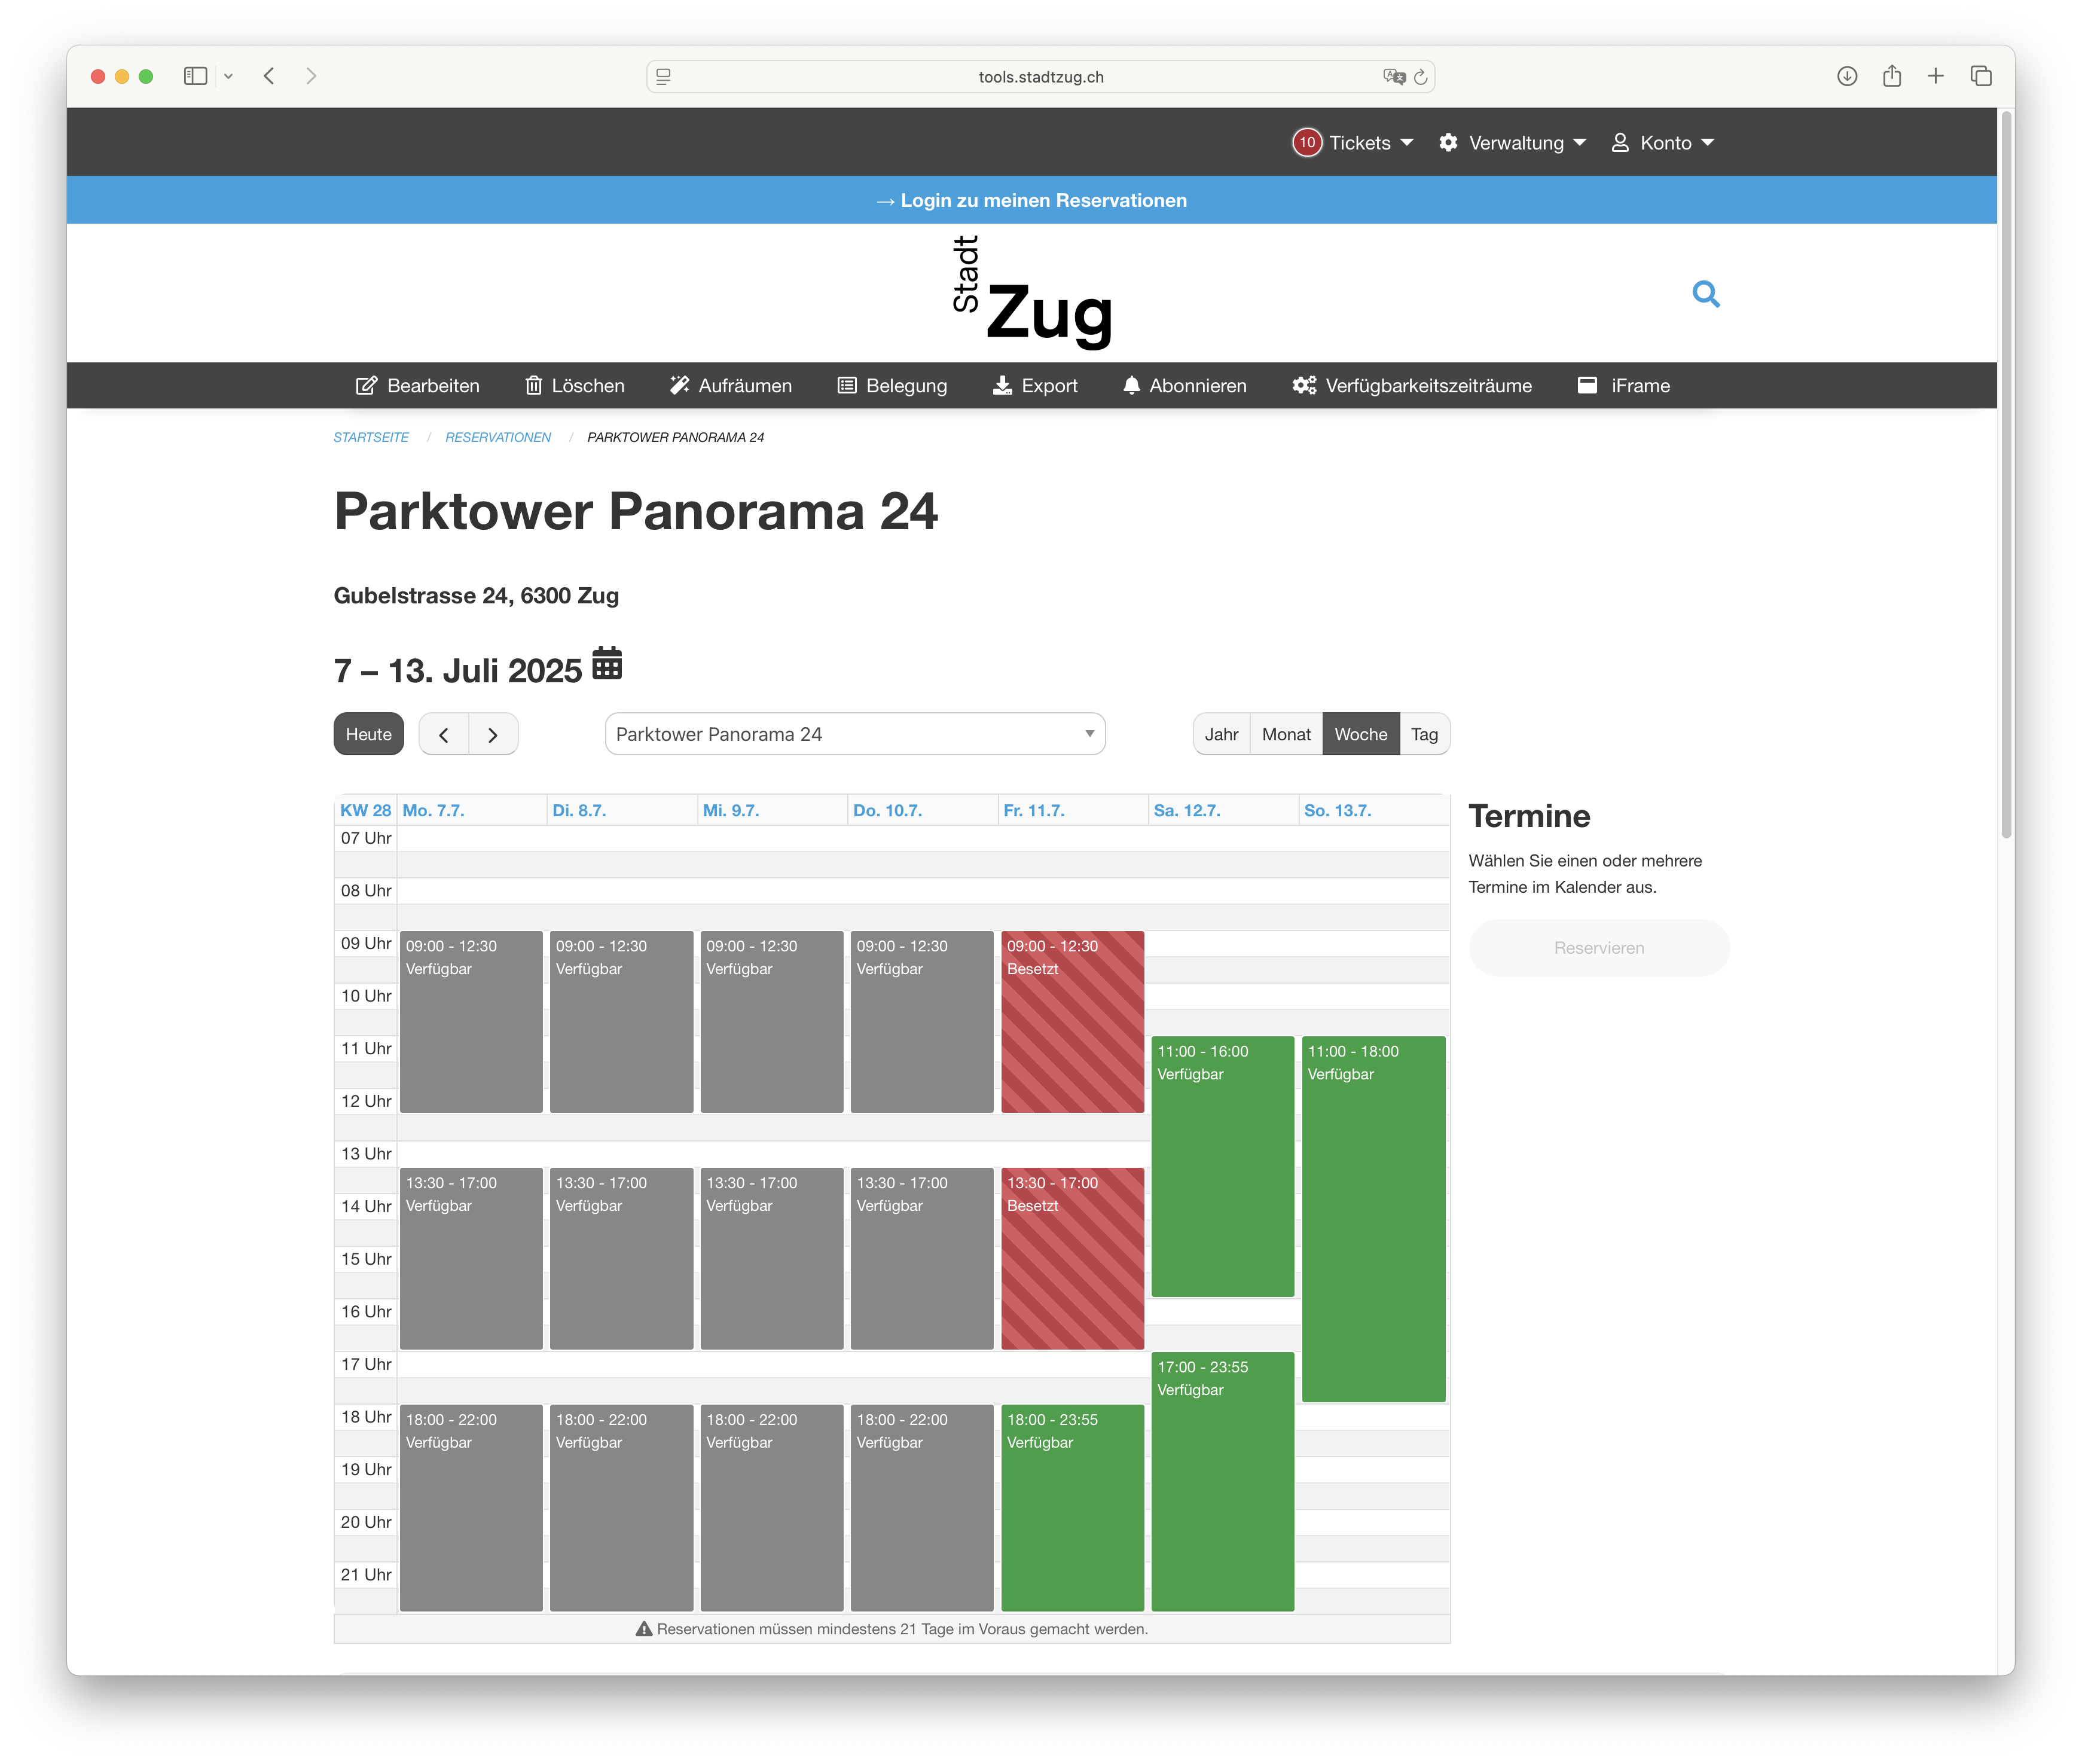 tools.stadtzug.ch
10 Tickets Verwaltung Konto
→ Login zu meinen Reservationen
Stadt
Zug
Bearbeiten Löschen Aufräumen Belegung Export Abonnieren Verfügbarkeitszeiträume iFrame
STARTSEITE / RESERVATIONEN / PARKTOWER PANORAMA 24
Parktower Panorama 24
Gubelstrasse 24, 6300 Zug
7 – 13. Juli 2025
Heute Parktower Panorama 24 Jahr Monat Woche Tag
KW 28 Mo. 7.7. Di. 8.7. Mi. 9.7. Do. 10.7. Fr. 11.7. Sa. 12.7. So. 13.7.
Termine
Wählen Sie einen oder mehrere
Termine im Kalender aus.
Reservieren
07 Uhr
08 Uhr
09 Uhr
09:00 - 12:30 09:00 - 12:30 09:00 - 12:30 09:00 - 12:30 09:00 - 12:30
Verfügbar Verfügbar Verfügbar Verfügbar Besetzt
10 Uhr
11 Uhr
11:00 - 16:00 11:00 - 18:00
Verfügbar Verfügbar
12 Uhr
13 Uhr
13:30 - 17:00 13:30 - 17:00 13:30 - 17:00 13:30 - 17:00 13:30 - 17:00
14 Uhr
Verfügbar Verfügbar Verfügbar Verfügbar Besetzt
15 Uhr
16 Uhr
17 Uhr
17:00 - 23:55
Verfügbar
18 Uhr
18:00 - 22:00 18:00 - 22:00 18:00 - 22:00 18:00 - 22:00 18:00 - 23:55
Verfügbar Verfügbar Verfügbar Verfügbar Verfügbar
19 Uhr
20 Uhr
21 Uhr
Reservationen müssen mindestens 21 Tage im Voraus gemacht werden.